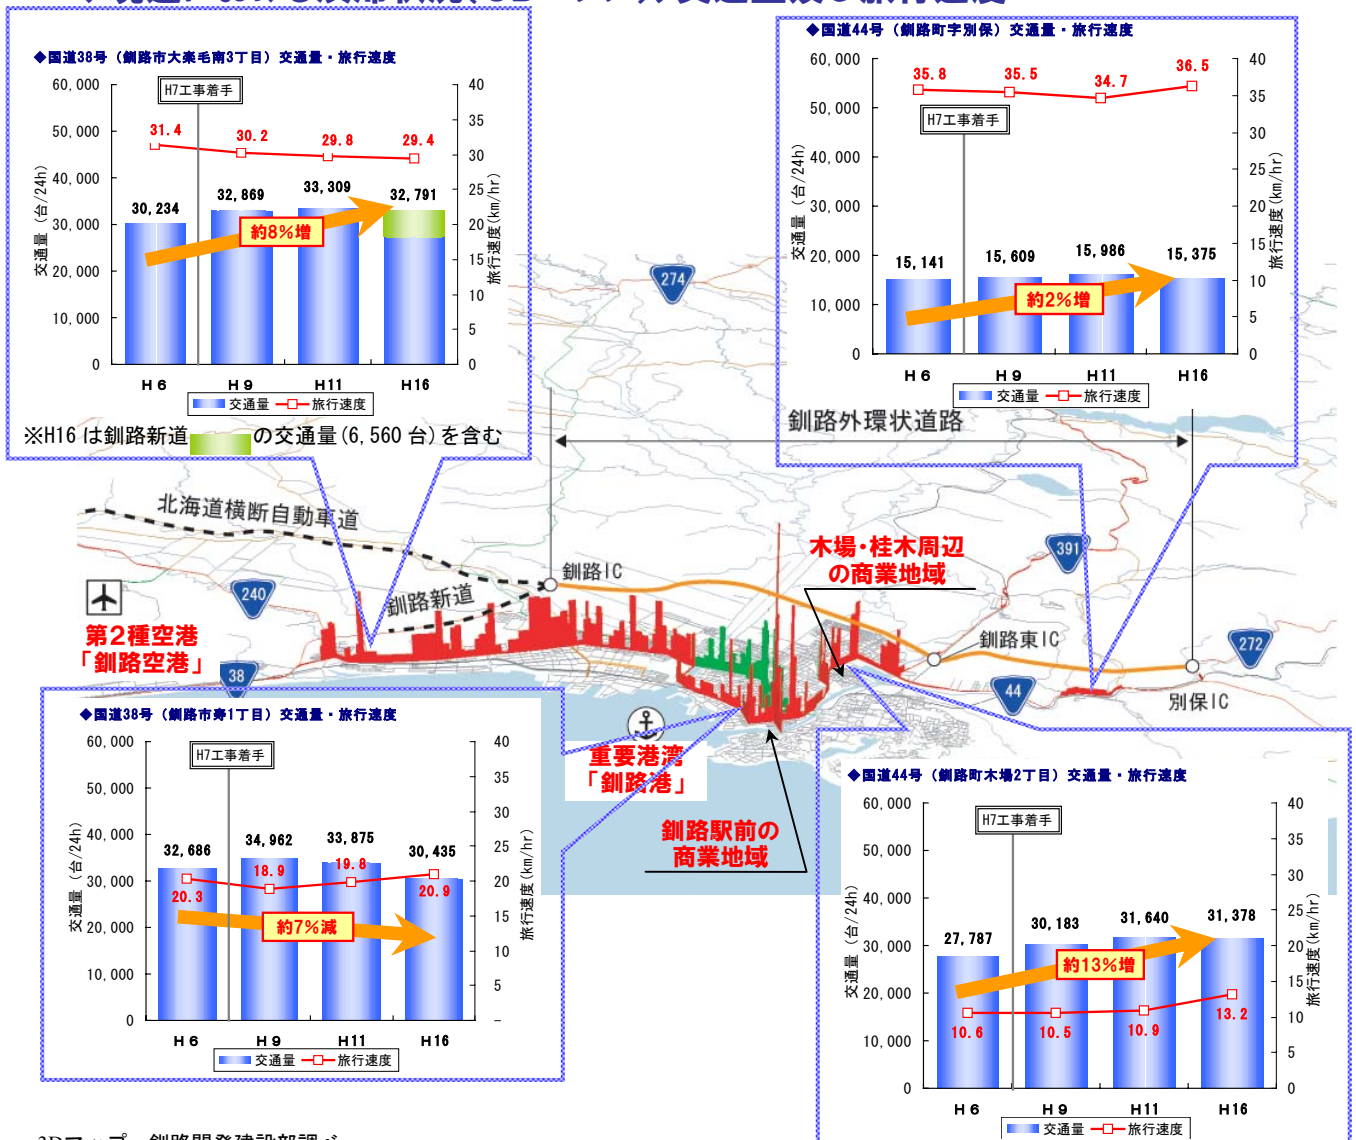 ◆国道38号（釧路市大楽毛南3丁目）交通量・旅行速度
60,000
50,000
40,000
30,000
20,000
10,000
0
40
35
30
25
20
15
10
5
0
交通量（台/24h）
旅行速度(km/hr)
H7工事着手
31.4
30.2
29.8
29.4
30,234
32,869
33,309
32,791
約8%増
H6
H9
H11
H16
交通量
旅行速度
※H16 は釧路新道 の交通量(6,560 台)を含む
◆国道44号（釧路町字別保）交通量・旅行速度
60,000
50,000
40,000
30,000
20,000
10,000
0
40
35
30
25
20
15
10
5
0
交通量（台/24h）
旅行速度(km/hr)
H7工事着手
35.8
35.5
34.7
36.5
15,141
15,609
15,986
15,375
約2%増
H6
H9
H11
H16
交通量
旅行速度
274
釧路外環状道路
北海道横断自動車道
釧路新道
釧路IC
240
第2種空港
「釧路空港」
38
木場・桂木周辺
の商業地域
391
釧路東IC
272
44
別保IC
重要港湾
「釧路港」
釧路駅前の
商業地域
◆国道38号（釧路市寿1丁目）交通量・旅行速度
60,000
50,000
40,000
30,000
20,000
10,000
0
40
35
30
25
20
15
10
5
-
交通量（台/24h）
旅行速度(km/hr)
H7工事着手
32,686
34,962
33,875
30,435
20.3
18.9
19.8
20.9
約7%減
H6
H9
H11
H16
交通量
旅行速度
◆国道44号（釧路町木場2丁目）交通量・旅行速度
60,000
50,000
40,000
30,000
20,000
10,000
0
40
35
30
25
20
15
10
5
0
交通量（台/24h）
旅行速度(km/hr)
H7工事着手
27,787
30,183
31,640
31,378
約13%増
10.6
10.5
10.9
13.2
H6
H9
H11
H16
交通量
旅行速度